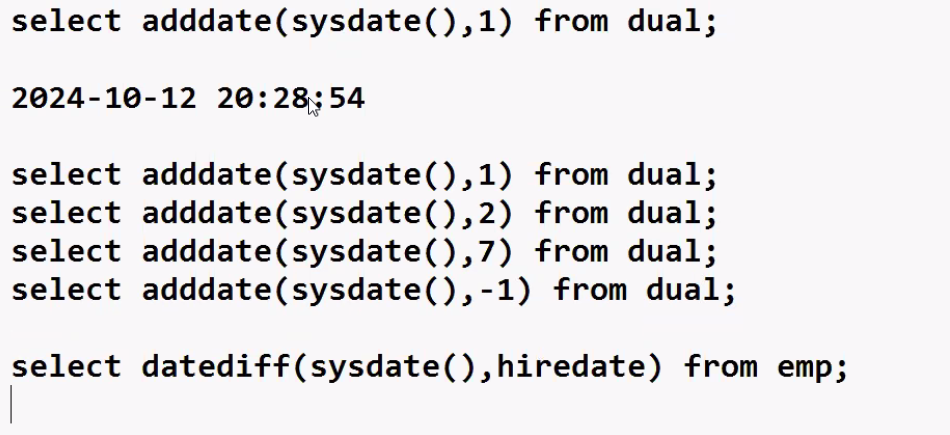 select adddate(sysdate(),1) from dual;
2024-10-12 20:28:54
select adddate(sysdate(),1) from dual;
select adddate(sysdate(),2) from dual;
select adddate(sysdate(),7) from dual;
select adddate(sysdate(),-1) from dual;
select datediff(sysdate(),hiredate) from emp;